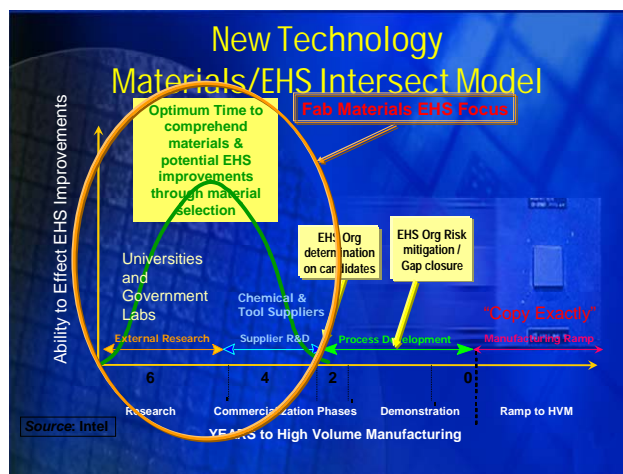 New Technology
Materials/EHS Intersect Model
Optimum Time to
comprehend
materials &
potential EHS
improvements
through material
selection
Fab Materials EHS Focus
Ability to Effect EHS Improvements
EHS Org
determination
on candidates
EHS Org Risk
mitigation /
Gap closure
Universities
and
Government
Labs
Chemical &
Tool Suppliers
"Copy Exactly"
External Research
Supplier R&D
Process Development
Manufacturing Ramp
6 4 2 0
Research Commercialization Phases Demonstration Ramp to HVM
Source: Intel
YEARS to High Volume Manufacturing